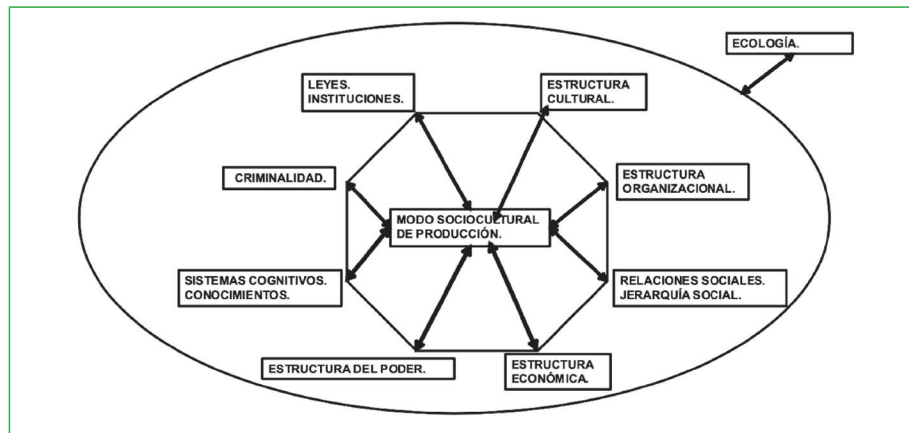 ECOLOGÍA.
LEYES.
INSTITUCIONES.
ESTRUCTURA
CULTURAL.
CRIMINALIDAD.
ESTRUCTURA
ORGANIZACIONAL.
MODO SOCIOCULTURAL
DE PRODUCCIÓN.
SISTEMAS COGNITIVOS.
CONOCIMIENTOS.
RELACIONES SOCIALES.
JERARQUÍA SOCIAL.
ESTRUCTURA DEL PODER.
ESTRUCTURA
ECONÓMICA.